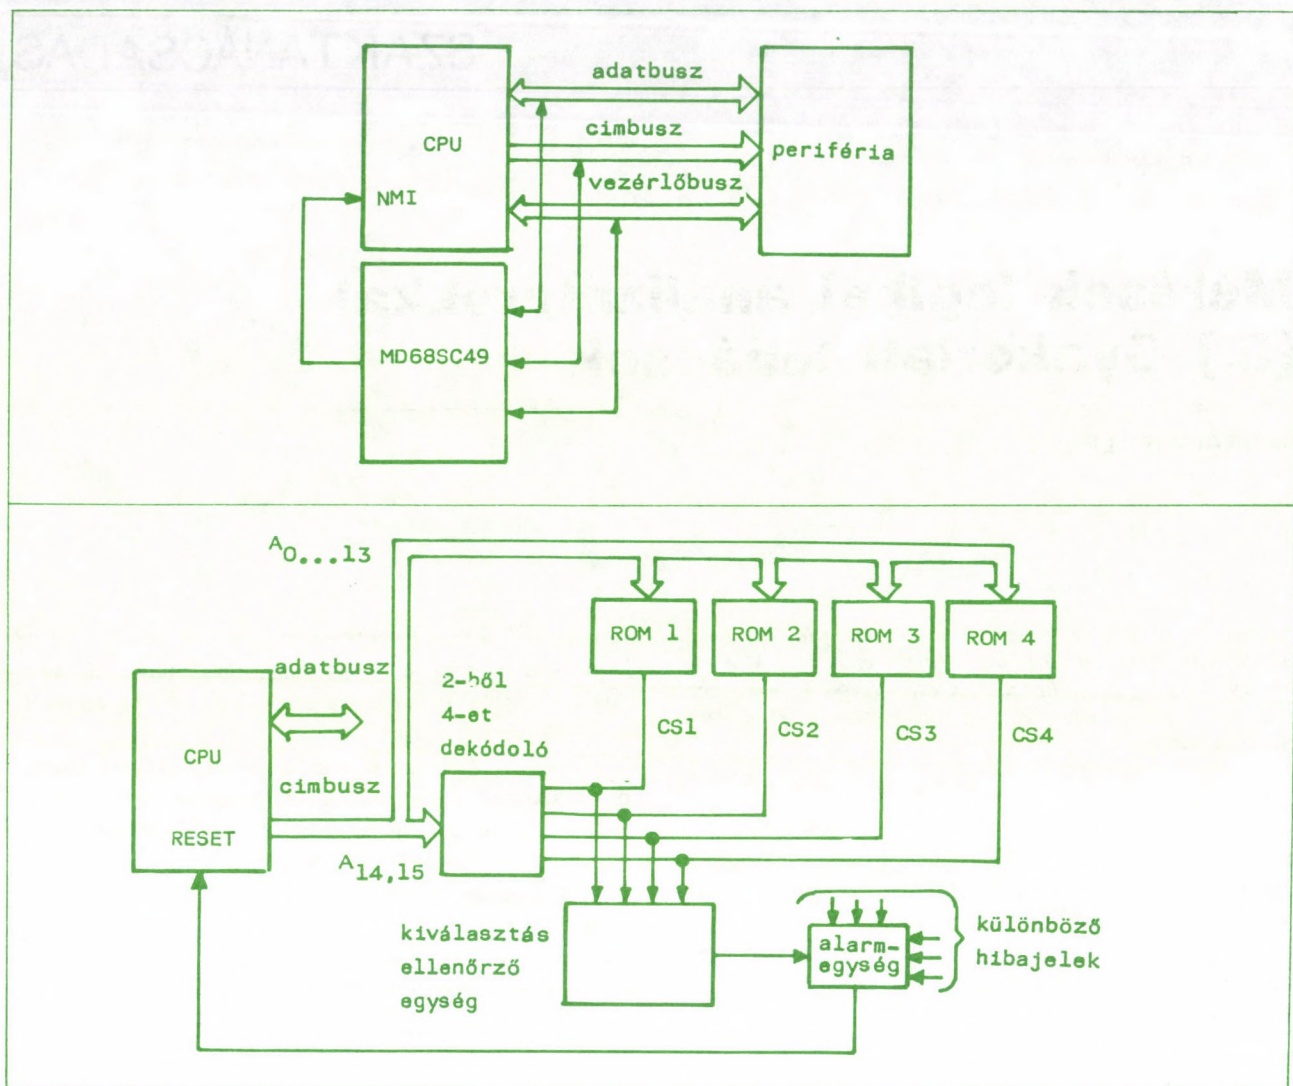 adatbusz
cimbusz
CPU
periféria
vezérlőbusz
NMI
MD68SC49
A0...13
ROM 1
ROM 2
ROM 3
ROM 4
adatbusz
2-ből
4-et
dekódoló
CS1
CS2
CS3
CS4
CPU
cimbusz
RESET
A14,15
kiválasztás
ellenőrző
egység
alarm-
egység
különböző
hibajelek